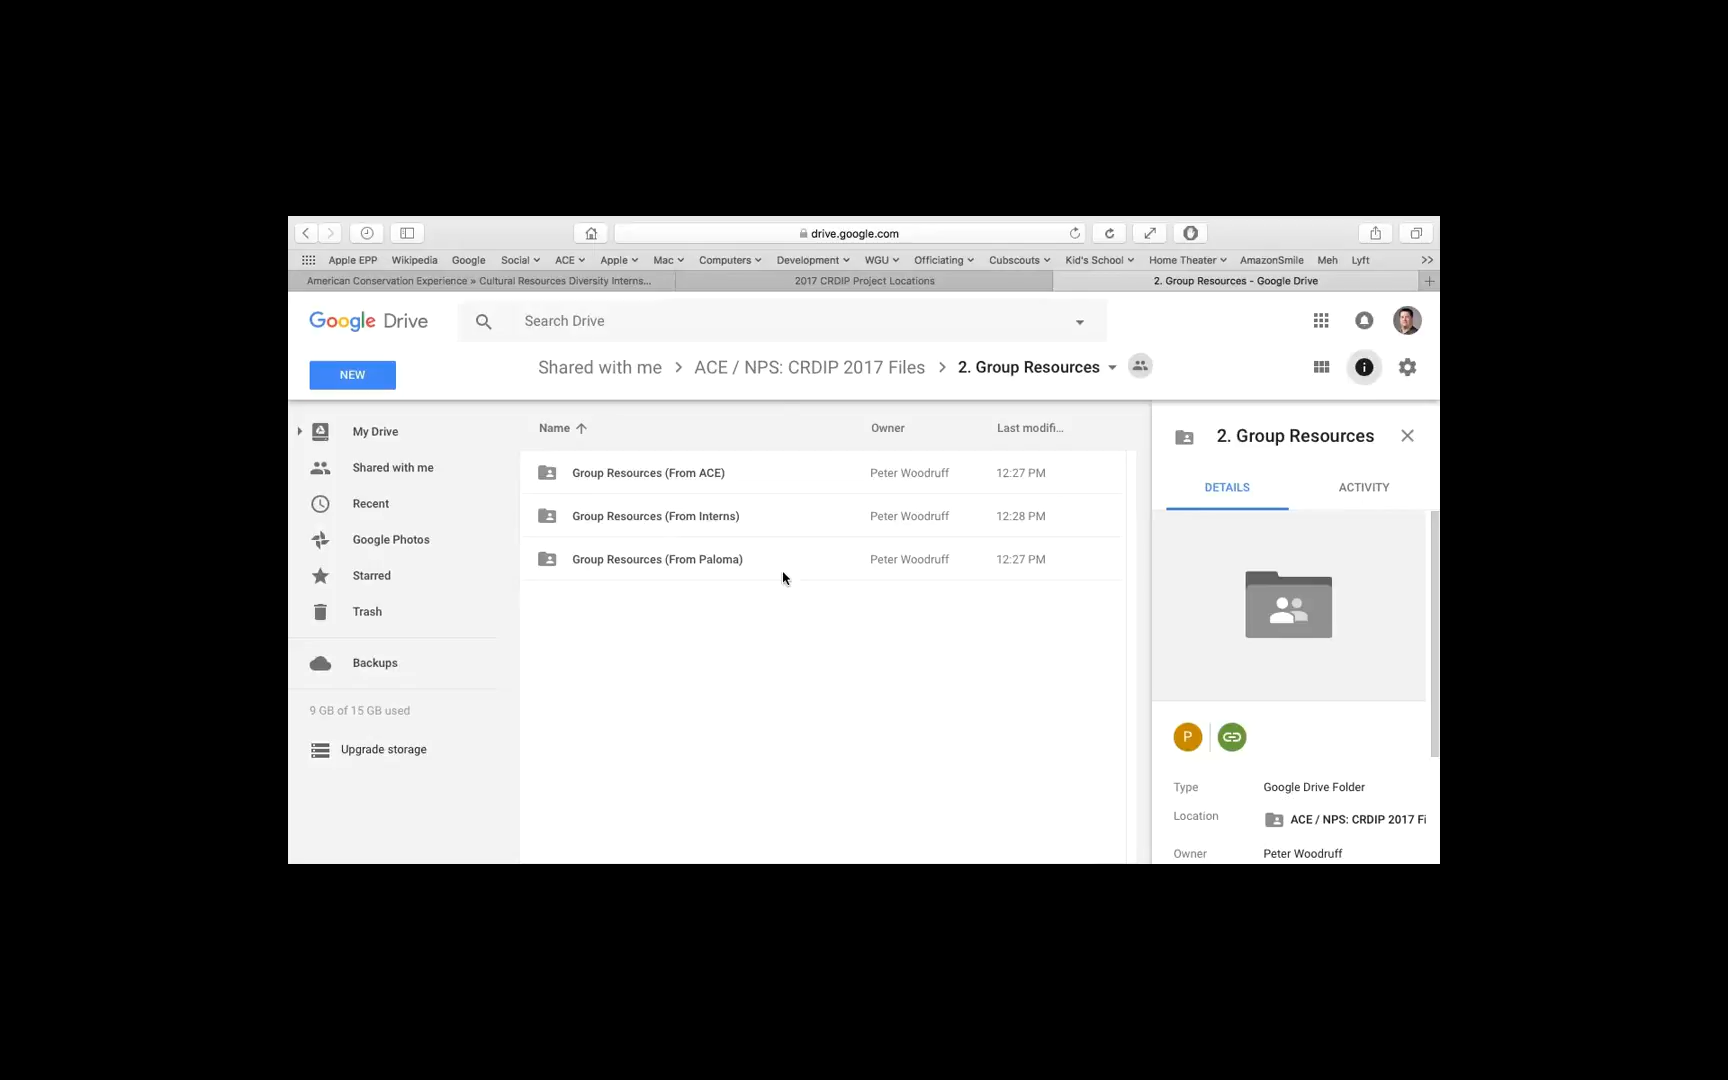 drive.google.com
Apple EPP Wikipedia Google Social ACE Apple Mac Computers Development WGU Officiating Cubscouts Kid's School Home Theater AmazonSmile Meh Lyft >>
American Conservation Experience » Cultural Resources Diversity Interns... 2017 CRDIP Project Locations 2. Group Resources - Google Drive +
Google Drive Search Drive
NEW Shared with me > ACE / NPS: CRDIP 2017 Files > 2. Group Resources
My Drive
Shared with me
Recent
Google Photos
Starred
Trash
Backups
9 GB of 15 GB used
Upgrade storage
Name Owner Last modifi...
Group Resources (From ACE) Peter Woodruff 12:27 PM
Group Resources (From Interns) Peter Woodruff 12:28 PM
Group Resources (From Paloma) Peter Woodruff 12:27 PM
2. Group Resources
DETAILS ACTIVITY
P
Type Google Drive Folder
Location ACE / NPS: CRDIP 2017 Fi
Owner Peter Woodruff